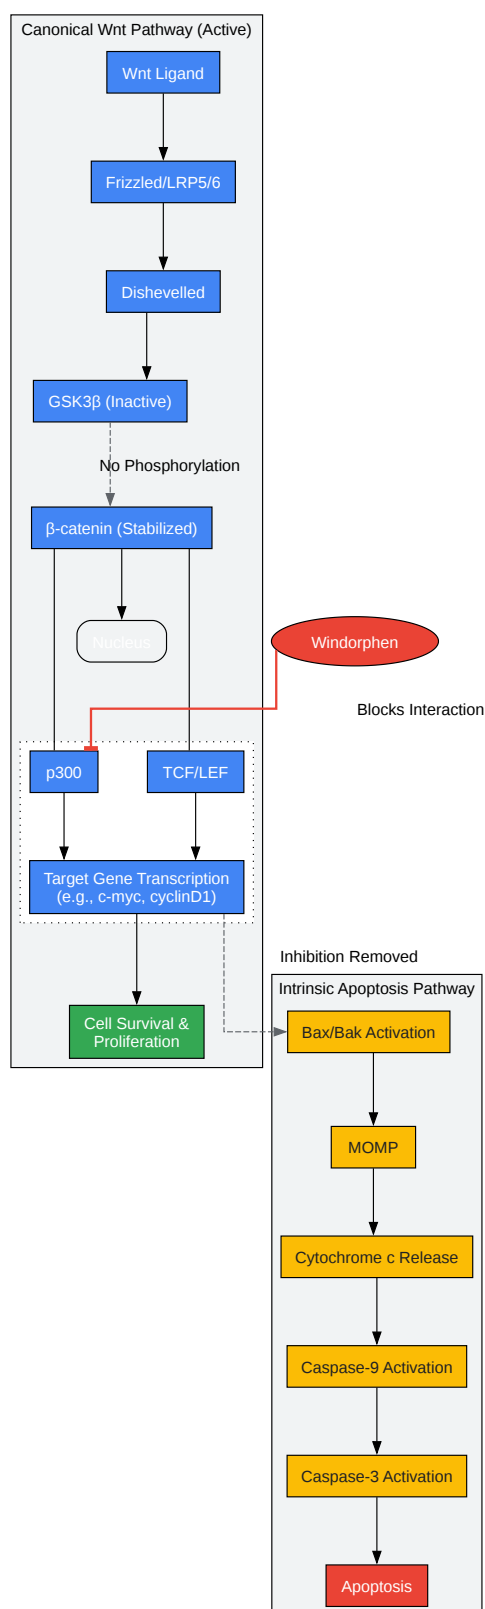 Canonical Wnt Pathway (Active)
Wnt Ligand
Frizzled/LRP5/6
Dishevelled
GSK3β (Inactive)
No Phosphorylation
β-catenin (Stabilized)
Nucleus
Windorphen
Blocks Interaction
p300
TCF/LEF
Target Gene Transcription
(e.g., c-myc, cyclinD1)
Inhibition Removed
Intrinsic Apoptosis Pathway
Cell Survival &
Proliferation
Bax/Bak Activation
MOMP
Cytochrome c Release
Caspase-9 Activation
Caspase-3 Activation
Apoptosis